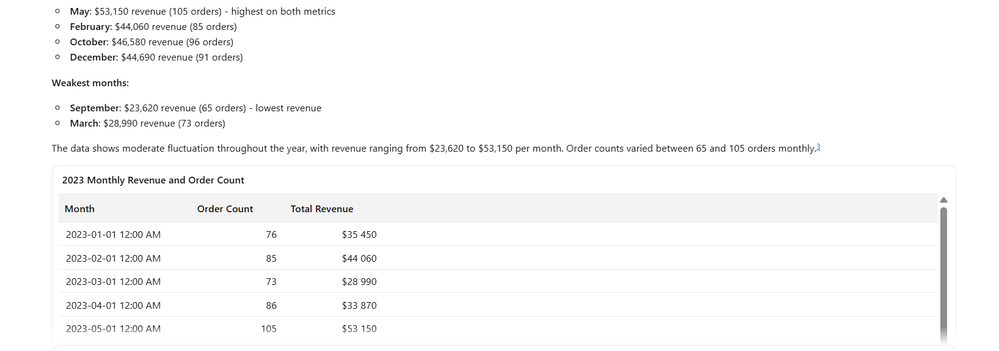 May: $53,150 revenue (105 orders) - highest on both metrics
February: $44,060 revenue (85 orders)
October: $46,580 revenue (96 orders)
December: $44,690 revenue (91 orders)
Weakest months:
September: $23,620 revenue (65 orders) - lowest revenue
March: $28,990 revenue (73 orders)
The data shows moderate fluctuation throughout the year, with revenue ranging from $23,620 to $53,150 per month. Order counts varied between 65 and 105 orders monthly.3
2023 Monthly Revenue and Order Count
Month Order Count Total Revenue
2023-01-01 12:00 AM 76 $35 450
2023-02-01 12:00 AM 85 $44 060
2023-03-01 12:00 AM 73 $28 990
2023-04-01 12:00 AM 86 $33 870
2023-05-01 12:00 AM 105 $53 150